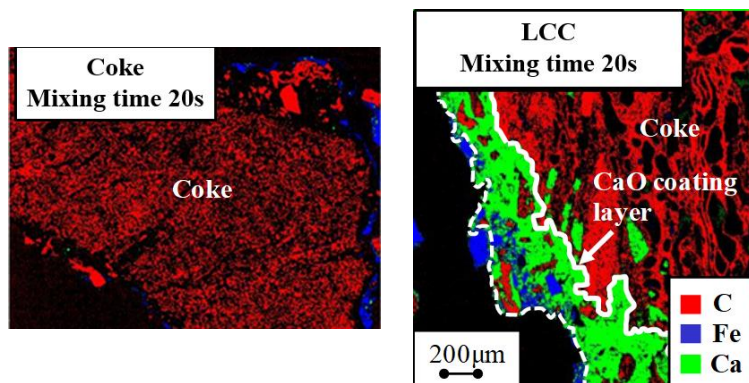 Coke
Mixing time 20s
Coke
LCC
Mixing time 20s
Coke
CaO coating
layer
C
Fe
Ca
200μm